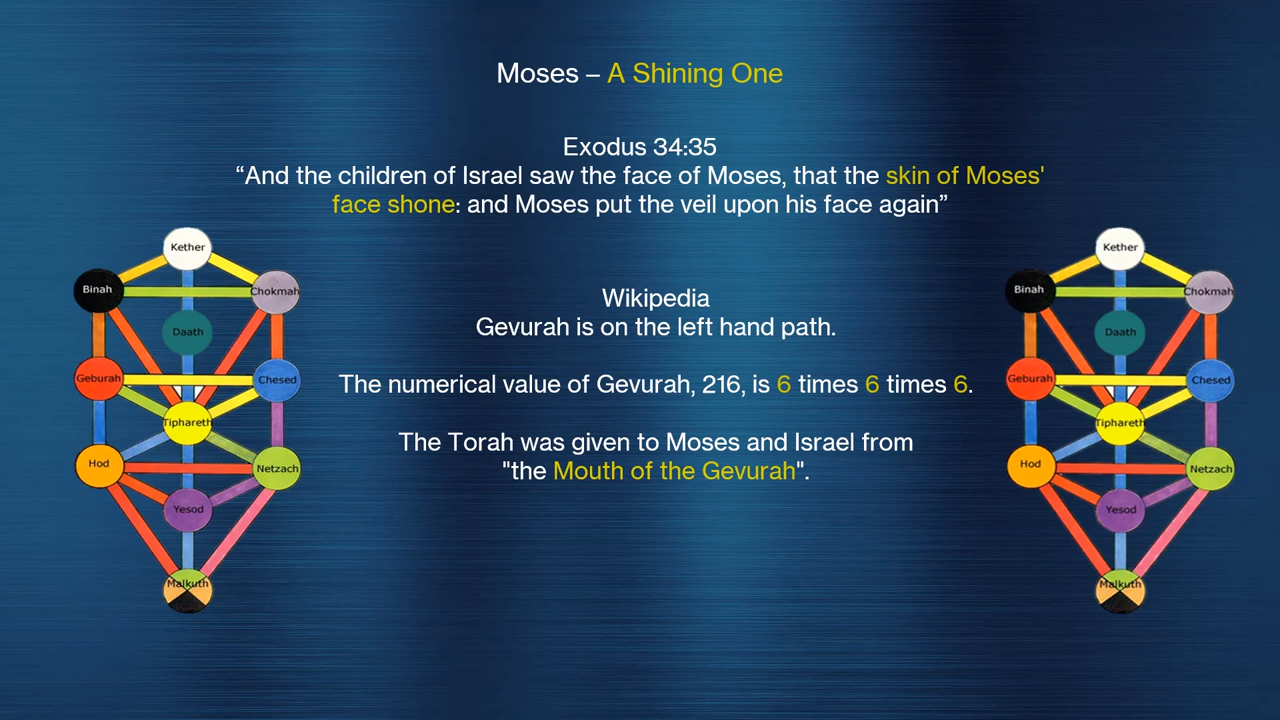 Moses – A Shining One
Exodus 34:35
“And the children of Israel saw the face of Moses, that the skin of Moses'
face shone: and Moses put the veil upon his face again”
Wikipedia
Gevurah is on the left hand path.
The numerical value of Gevurah, 216, is 6 times 6 times 6.
The Torah was given to Moses and Israel from
"the Mouth of the Gevurah".
Kether
Binah
Chokmah
Daath
Geburah
Chesed
Tiphareth
Hod
Netzach
Yesod
Malkuth
Kether
Binah
Chokmah
Daath
Geburah
Chesed
Tiphareth
Hod
Netzach
Yesod
Malkuth